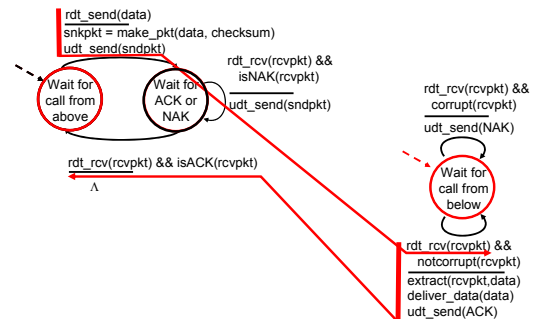 rdt_send(data)
snkpkt = make_pkt(data, checksum)
udt_send(sndpkt)
Wait for
call from
above
Wait for
ACK or
NAK
rdt_rcv(rcvpkt) &&
isNAK(rcvpkt)
udt_send(sndpkt)
rdt_rcv(rcvpkt) && isACK(rcvpkt)
Λ
rdt_rcv(rcvpkt) &&
corrupt(rcvpkt)
udt_send(NAK)
Wait for
call from
below
rdt_rcv(rcvpkt) &&
notcorrupt(rcvpkt)
extract(rcvpkt,data)
deliver_data(data)
udt_send(ACK)